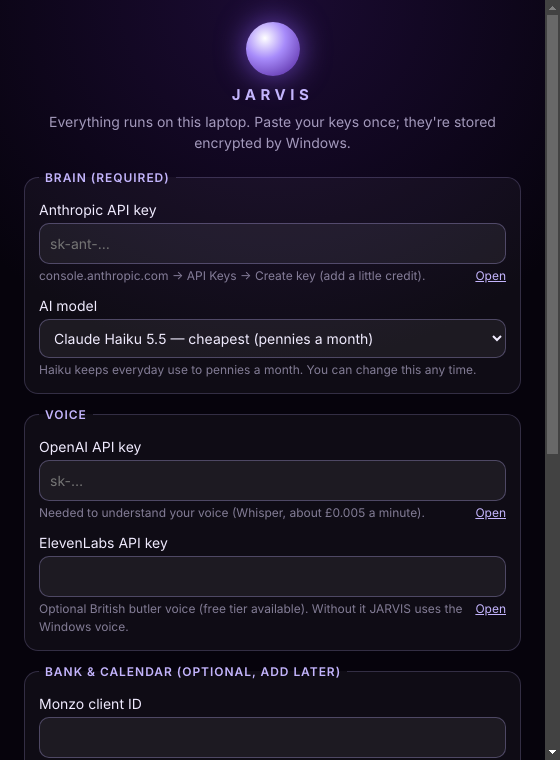 JARVIS
Everything runs on this laptop. Paste your keys once; they're stored
encrypted by Windows.
BRAIN (REQUIRED)
Anthropic API key
sk-ant-...
console.anthropic.com → API Keys → Create key (add a little credit).
Open
AI model
Claude Haiku 5.5 — cheapest (pennies a month)
Haiku keeps everyday use to pennies a month. You can change this any time.
VOICE
OpenAI API key
sk-...
Needed to understand your voice (Whisper, about £0.005 a minute).
Open
ElevenLabs API key
Optional British butler voice (free tier available). Without it JARVIS uses the
Windows voice.
Open
BANK & CALENDAR (OPTIONAL, ADD LATER)
Monzo client ID